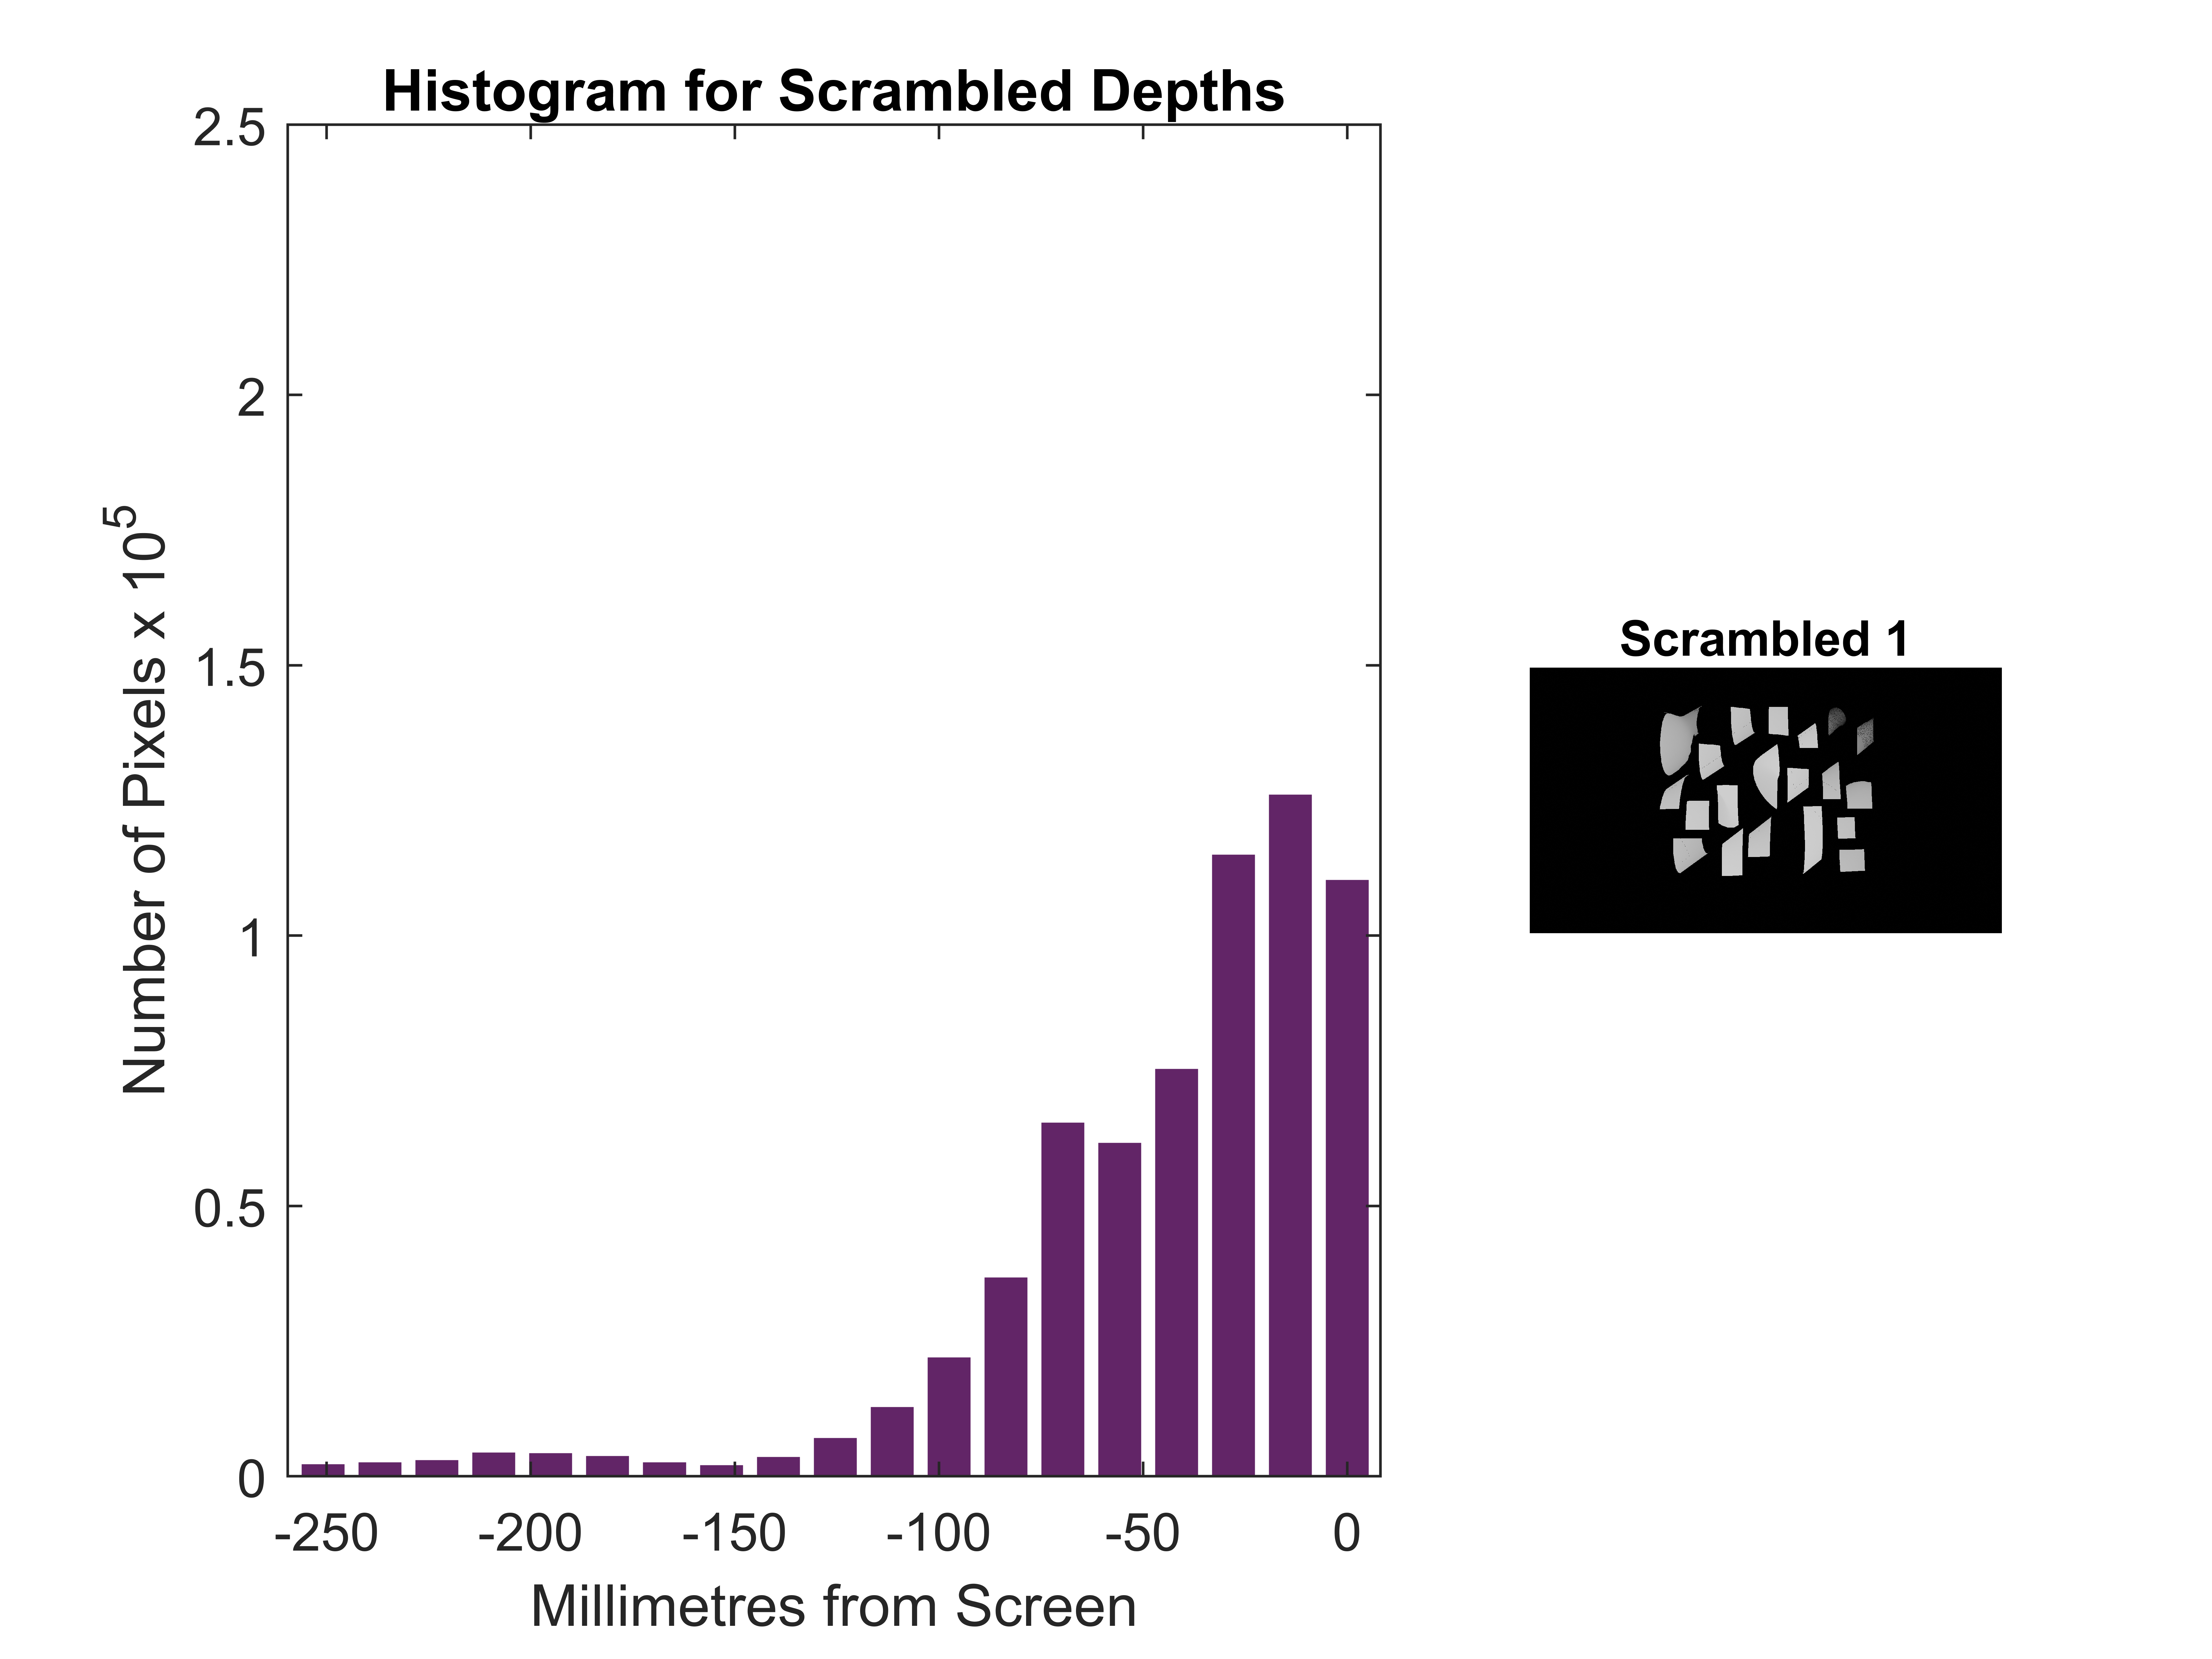 Histogram for Scrambled Depths
2.5
2
1.5
1
0.5
0
Number of Pixels x 10^5
-250 -200 -150 -100 -50 0
Millimetres from Screen
Scrambled 1